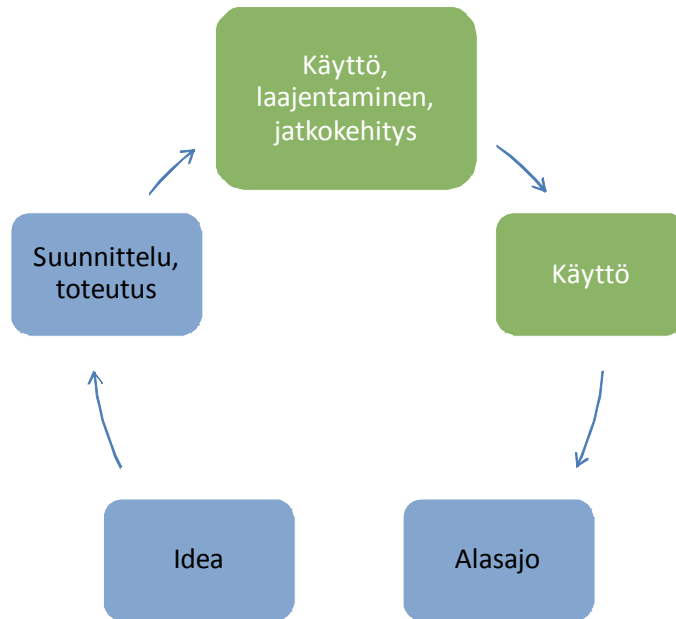 Käyttö,
laajentaminen,
jatkokehitys
Suunnittelu,
toteutus
Käyttö
Idea
Alasajo